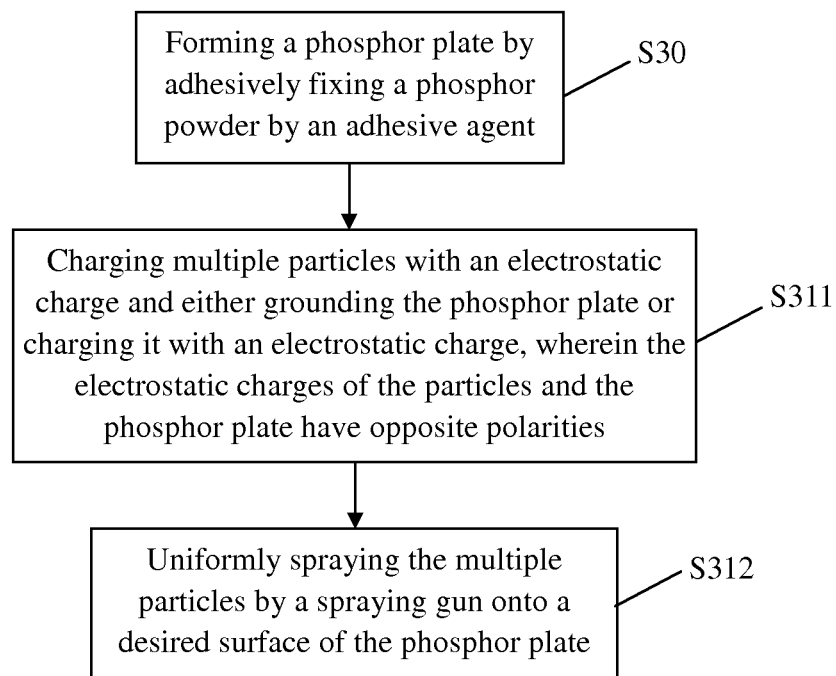 Forming a phosphor plate by
adhesively fixing a phosphor
powder by an adhesive agent
S30
Charging multiple particles with an electrostatic
charge and either grounding the phosphor plate or
charging it with an electrostatic charge, wherein the
electrostatic charges of the particles and the
phosphor plate have opposite polarities
S311
Uniformly spraying the multiple
particles by a spraying gun onto a
desired surface of the phosphor plate
S312